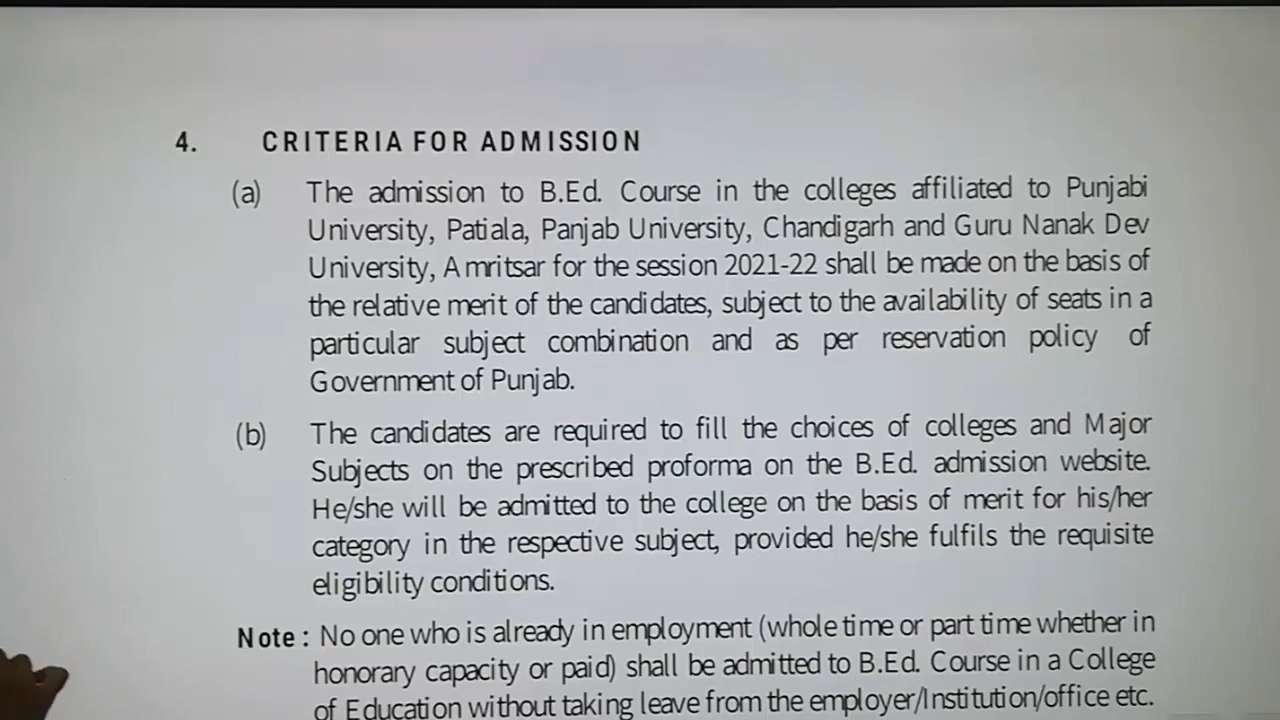 4. CRITERIA FOR ADMISSION
(a) The admission to B.Ed. Course in the colleges affiliated to Punjabi
University, Patiala, Panjab University, Chandigarh and Guru Nanak Dev
University, Amritsar for the session 2021-22 shall be made on the basis of
the relative merit of the candidates, subject to the availability of seats in a
particular subject combination and as per reservation policy of
Government of Punjab.
(b) The candidates are required to fill the choices of colleges and Major
Subjects on the prescribed proforma on the B.Ed. admission website.
He/she will be admitted to the college on the basis of merit for his/her
category in the respective subject, provided he/she fulfils the requisite
eligibility conditions.
Note : No one who is already in employment (whole time or part time whether in
honorary capacity or paid) shall be admitted to B.Ed. Course in a College
of Education without taking leave from the employer/Institution/office etc.